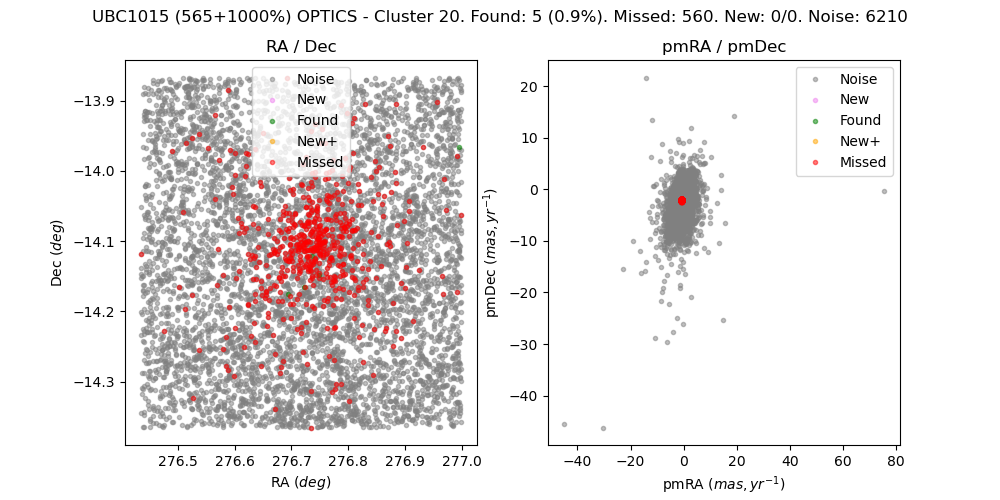 UBC1015 (565+1000%) OPTICS - Cluster 20. Found: 5 (0.9%). Missed: 560. New: 0/0. Noise: 6210
RA / Dec
−13.9
−14.0
−14.1
−14.2
−14.3
Dec (deg)
Noise
New
Found
New+
Missed
276.5 276.6 276.7 276.8 276.9 277.0
RA (deg)
pmRA / pmDec
20
10
0
−10
−20
−30
−40
pmDec (mas, yr⁻¹)
Noise
New
Found
New+
Missed
−40 −20 0 20 40 60 80
pmRA (mas, yr⁻¹)